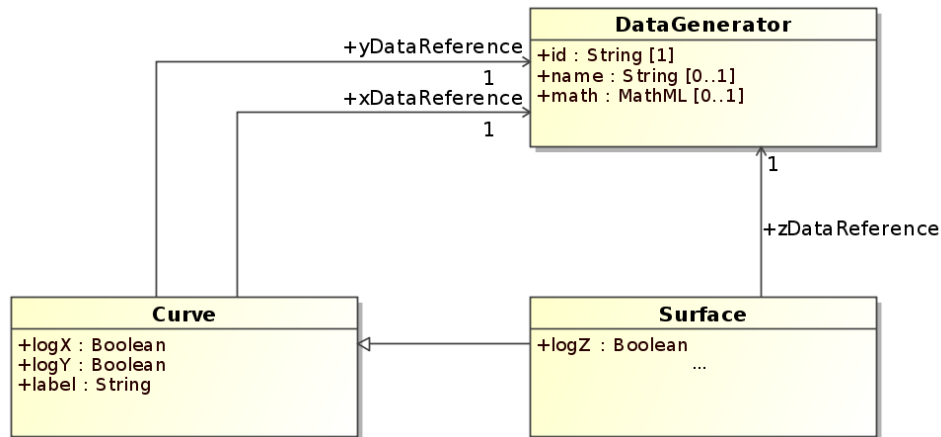 DataGenerator
+id : String [1]
+name : String [0..1]
+math : MathML [0..1]
+yDataReference
1
+xDataReference
1
1
+zDataReference
Curve
+logX : Boolean
+logY : Boolean
+label : String
Surface
+logZ : Boolean
...